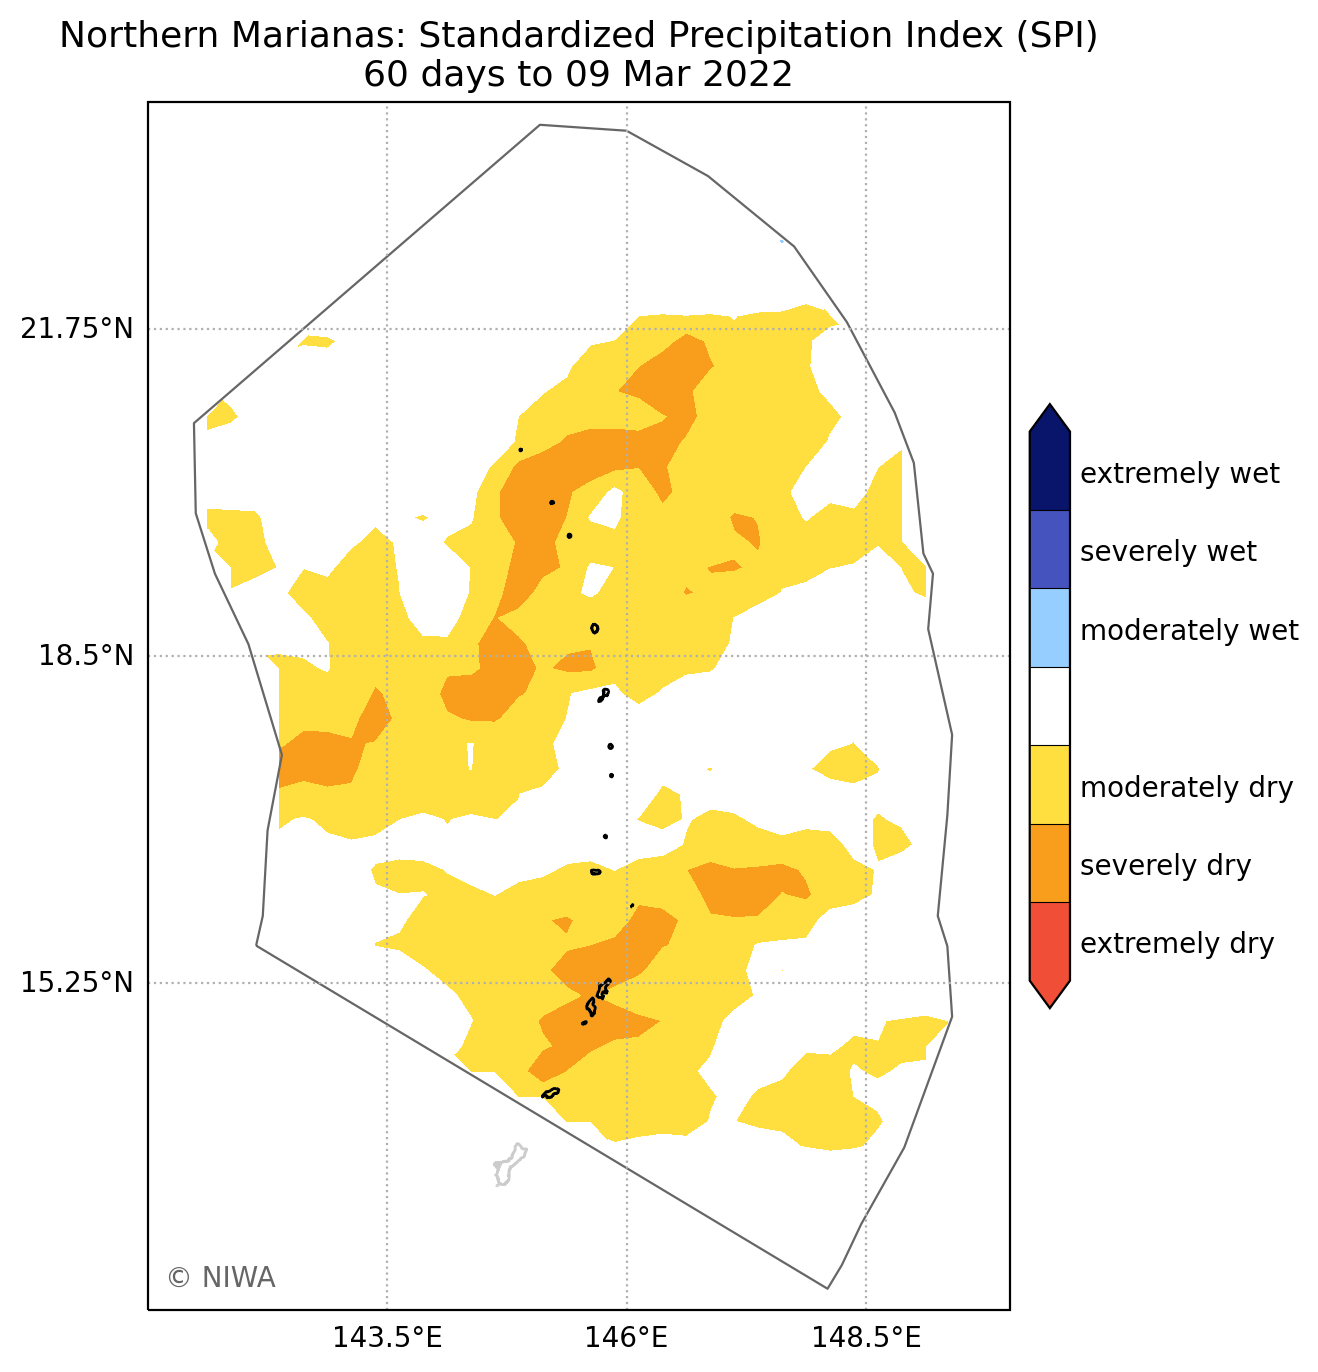 Northern Marianas: Standardized Precipitation Index (SPI)
60 days to 09 Mar 2022
21.75°N
18.5°N
15.25°N
143.5°E
146°E
148.5°E
extremely wet
severely wet
moderately wet
moderately dry
severely dry
extremely dry
© NIWA